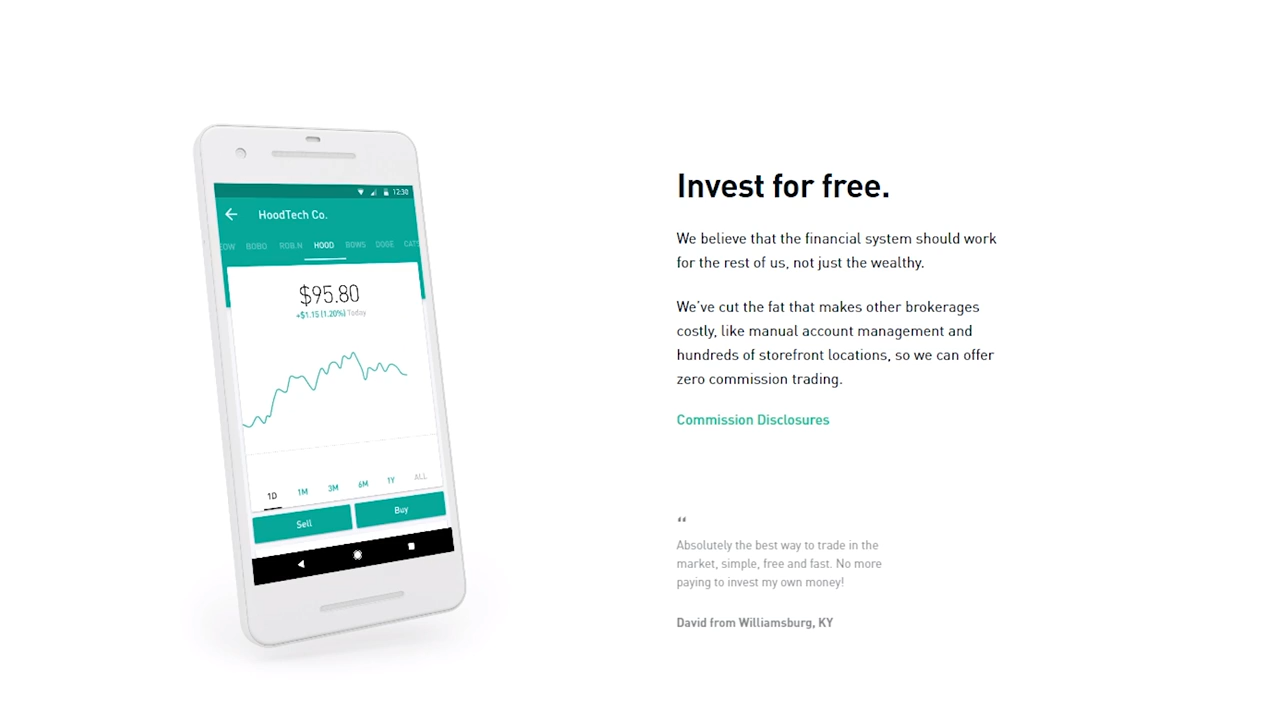 12:30
HoodTech Co.
EOW BOBO ROB.N HOOD BOWS DOGE CATS
$95.80
+$1.15 (1.20%) Today
1D 1M 3M 6M 1Y ALL
Sell Buy
Invest for free.
We believe that the financial system should work
for the rest of us, not just the wealthy.
We've cut the fat that makes other brokerages
costly, like manual account management and
hundreds of storefront locations, so we can offer
zero commission trading.
Commission Disclosures
“
Absolutely the best way to trade in the
market, simple, free and fast. No more
paying to invest my own money!
David from Williamsburg, KY